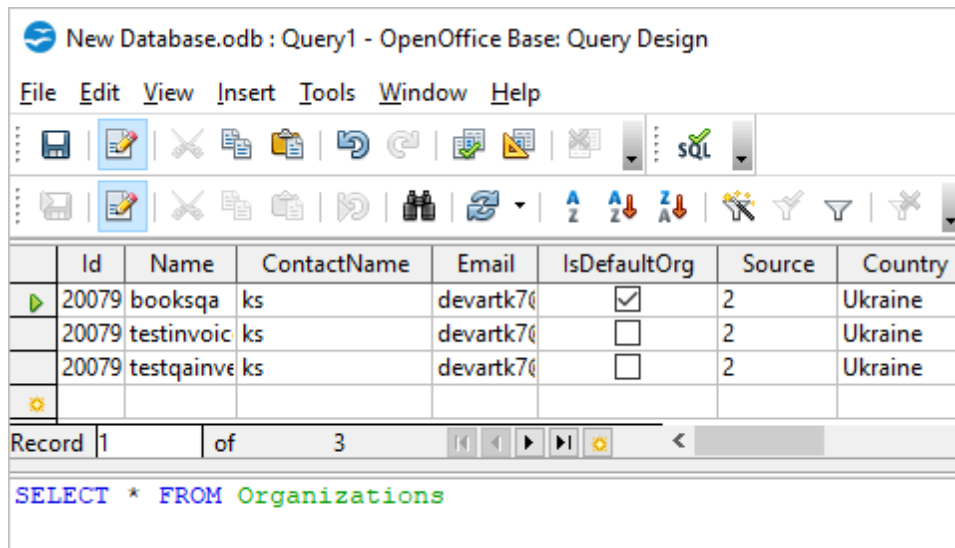 New Database.odb : Query1 - OpenOffice Base: Query Design
File Edit View Insert Tools Window Help
SQL
A Z A Z Z A
Id Name ContactName Email IsDefaultOrg Source Country
20079 booksqa ks devartk7@ 2 Ukraine
20079 testinvoic ks devartk7@ 2 Ukraine
20079 testqainve ks devartk7@ 2 Ukraine
Record 1 of 3
SELECT * FROM Organizations